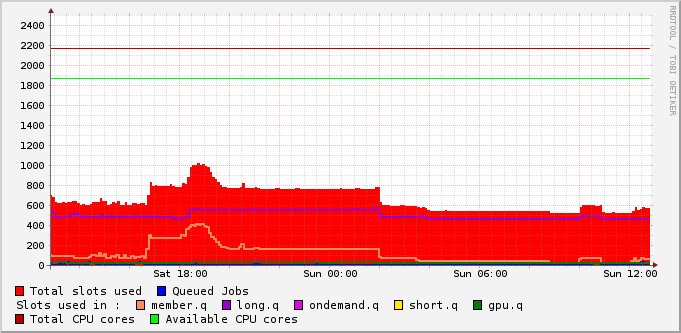 RRDTOOL / TOBI OETIKER
2400
2200
2000
1800
1600
1400
1200
1000
800
600
400
200
0
Sat 18:00 Sun 00:00 Sun 06:00 Sun 12:00
Total slots used Queued Jobs
Slots used in : member.q long.q ondemand.q short.q gpu.q
Total CPU cores Available CPU cores